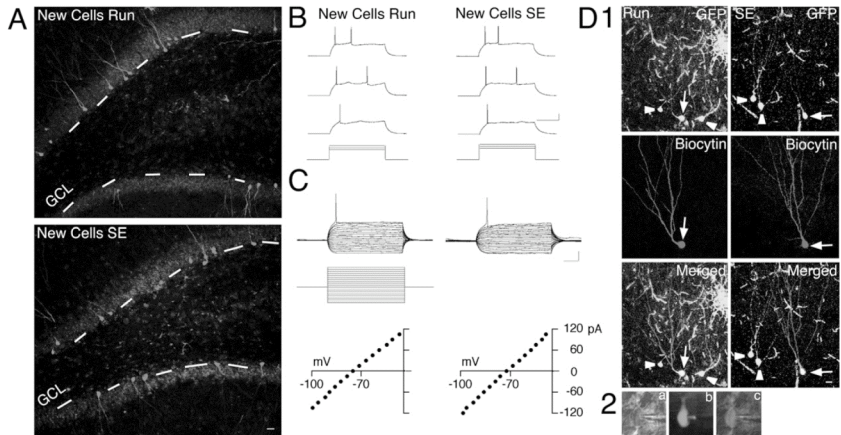 A
New Cells Run
GCL
New Cells SE
GCL
B
New Cells Run
New Cells SE
C
mV
-100
-70
mV
-100
-70
120 pA
60
0
-60
-120
D1
Run
GFP
SE
GFP
Biocytin
Biocytin
Merged
Merged
2
a
b
c